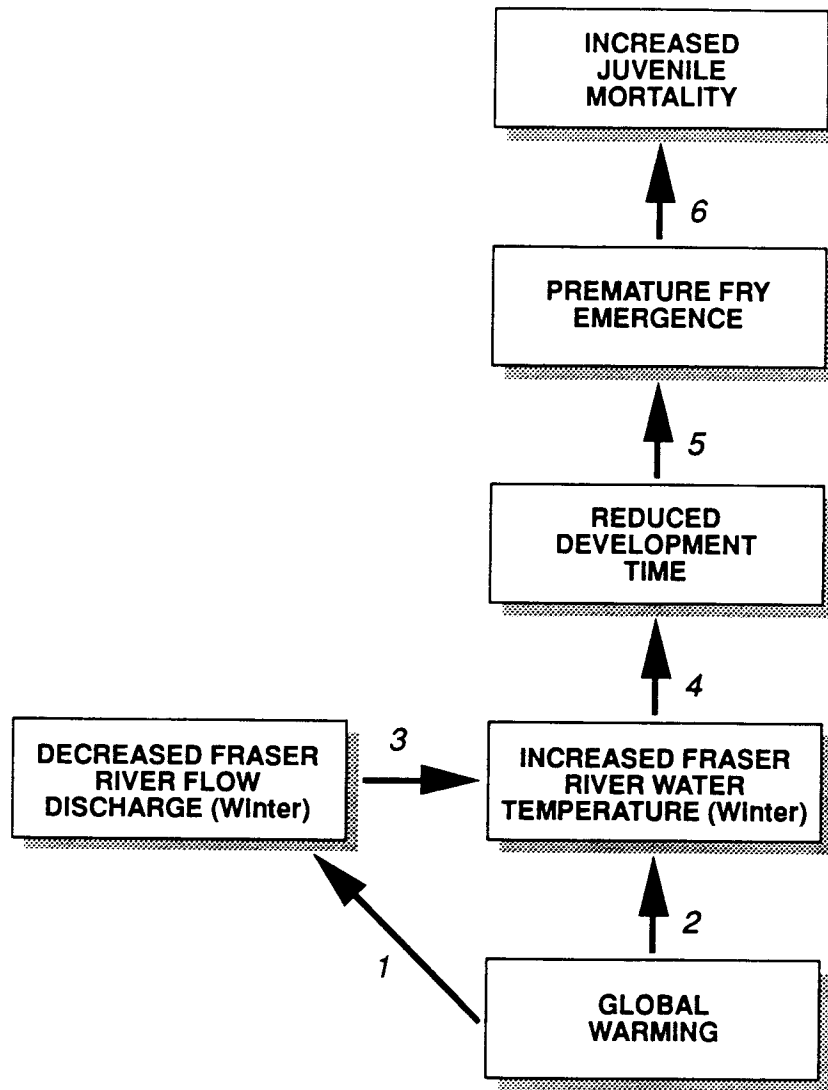 INCREASED
JUVENILE
MORTALITY
6
PREMATURE FRY
EMERGENCE
5
REDUCED
DEVELOPMENT
TIME
4
DECREASED FRASER
RIVER FLOW
DISCHARGE (Winter)
3
INCREASED FRASER
RIVER WATER
TEMPERATURE (Winter)
2
1
GLOBAL
WARMING